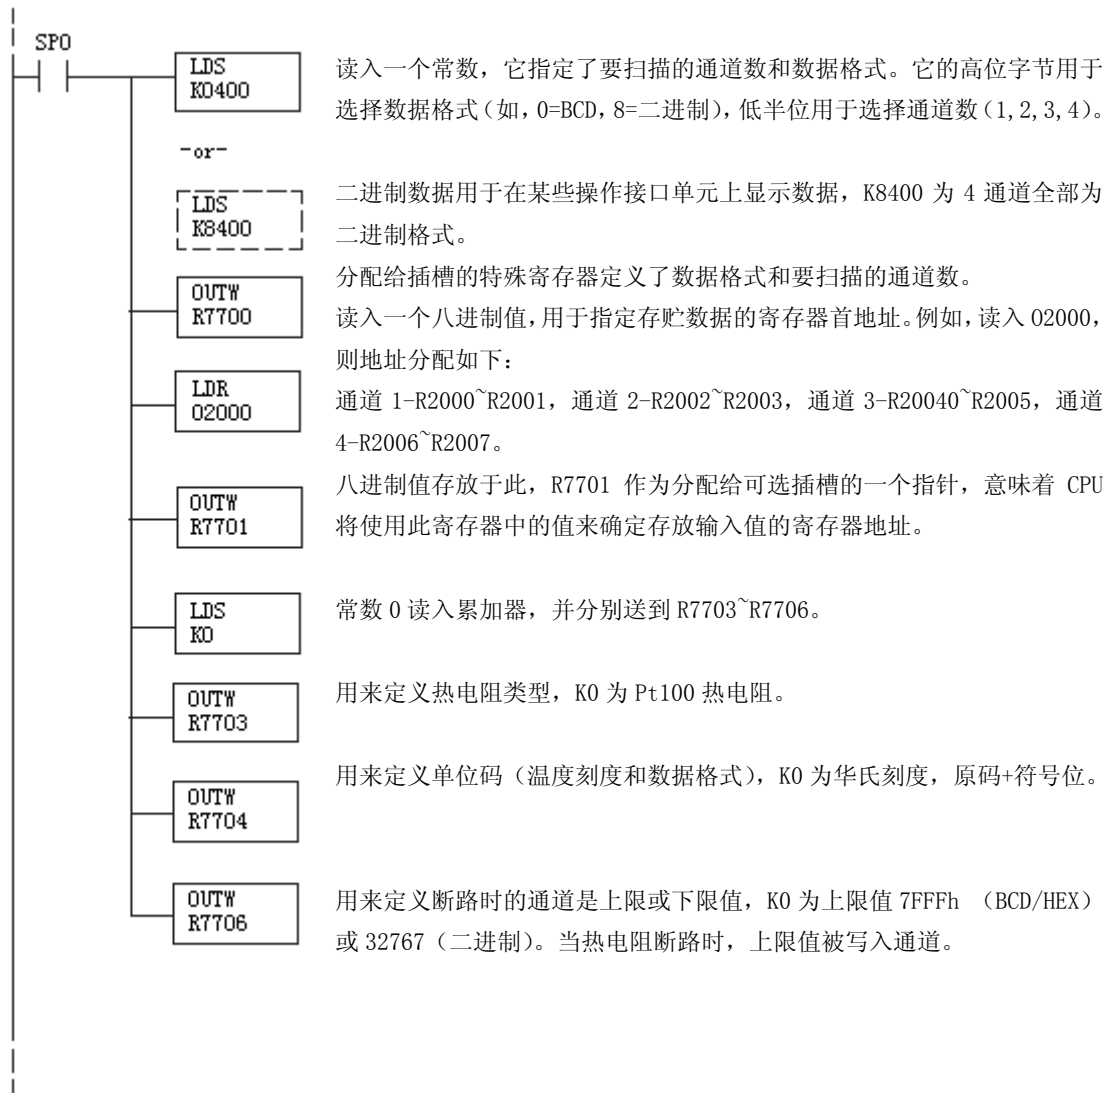 SP0
LDS
K0400
读入一个常数，它指定了要扫描的通道数和数据格式。它的高位字节用于
选择数据格式（如，0=BCD，8=二进制），低半位用于选择通道数（1,2,3,4）。
-or-
LDS
K8400
二进制数据用于在某些操作接口单元上显示数据，K8400 为 4 通道全部为
二进制格式。
OUTW
R7700
分配给插槽的特殊寄存器定义了数据格式和要扫描的通道数。
读入一个八进制值，用于指定存贮数据的寄存器首地址。例如，读入 O2000，
则地址分配如下：
LDR
O2000
通道 1-R2000~R2001，通道 2-R2002~R2003，通道 3-R20040~R2005，通道
4-R2006~R2007。
OUTW
R7701
八进制值存放于此，R7701 作为分配给可选插槽的一个指针，意味着 CPU
将使用此寄存器中的值来确定存放输入值的寄存器地址。
LDS
K0
常数 0 读入累加器，并分别送到 R7703~R7706。
OUTW
R7703
用来定义热电阻类型，K0 为 Pt100 热电阻。
OUTW
R7704
用来定义单位码（温度刻度和数据格式），K0 为华氏刻度，原码+符号位。
OUTW
R7706
用来定义断路时的通道是上限或下限值，K0 为上限值 7FFFh （BCD/HEX）
或 32767（二进制）。当热电阻断路时，上限值被写入通道。